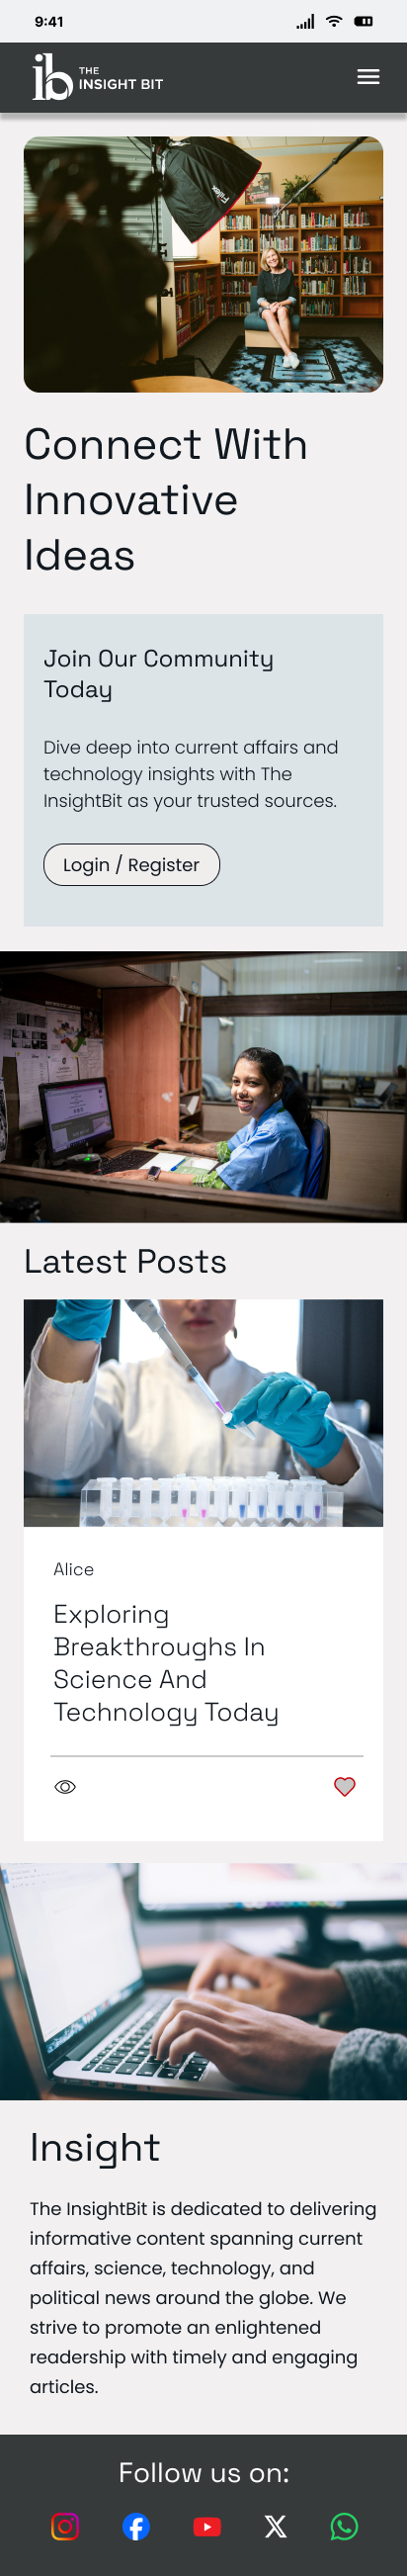 9:41
ib THE
INSIGHT BIT
Connect With
Innovative
Ideas
Join Our Community
Today
Dive deep into current affairs and
technology insights with The
InsightBit as your trusted sources.
Login / Register
Latest Posts
Alice
Exploring
Breakthroughs In
Science And
Technology Today
Insight
The InsightBit is dedicated to delivering
informative content spanning current
affairs, science, technology, and
political news around the globe. We
strive to promote an enlightened
readership with timely and engaging
articles.
Follow us on: